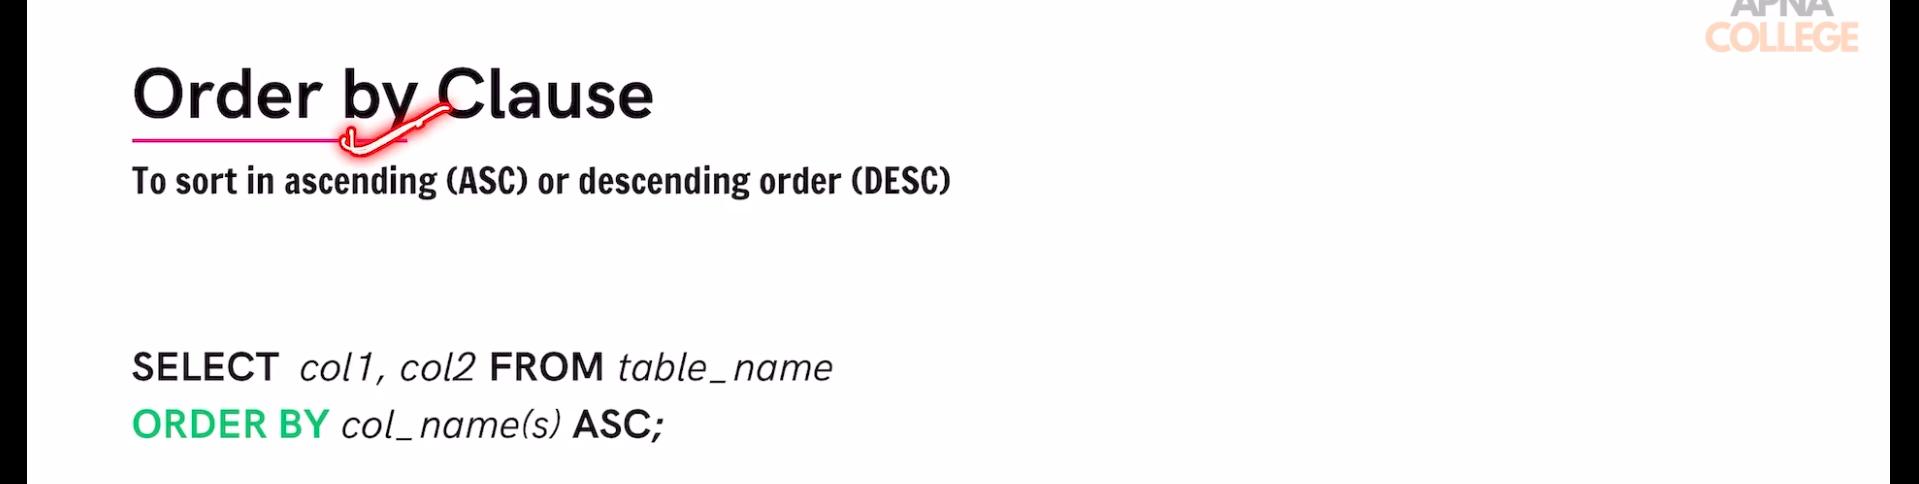 APNA
COLLEGE
Order by Clause
To sort in ascending (ASC) or descending order (DESC)
SELECT col1, col2 FROM table_name
ORDER BY col_name(s) ASC;